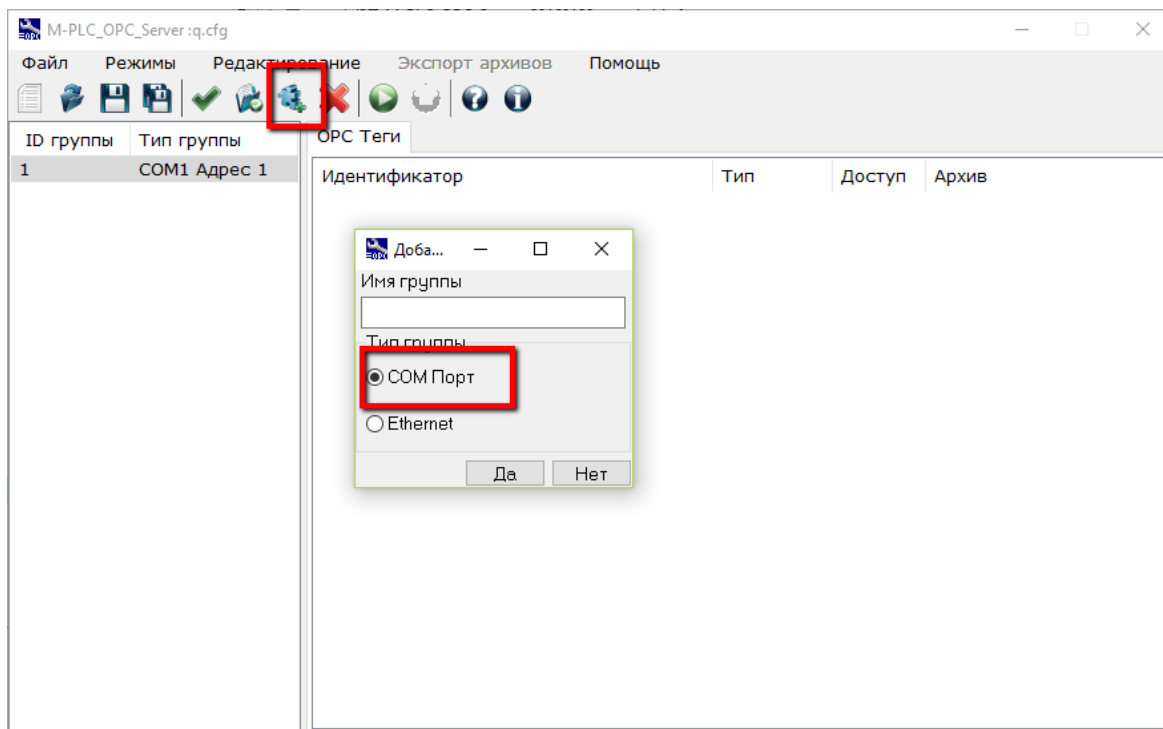 M-PLC_OPC_Server :q.cfg
Файл Режимы Редактирование Экспорт архивов Помощь
ID группы Тип группы
1 COM1 Адрес 1
OPC Теги
Идентификатор Тип Доступ Архив
Доба...
Имя группы
Тип группы
COM Порт
Ethernet
Да Нет